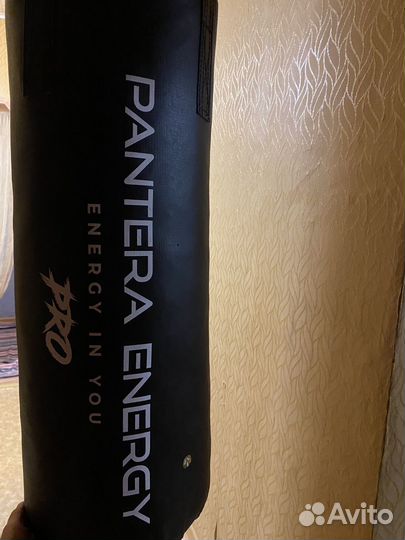 PANTERA ENERGY
ENERGY IN YOU
PRO
Avito